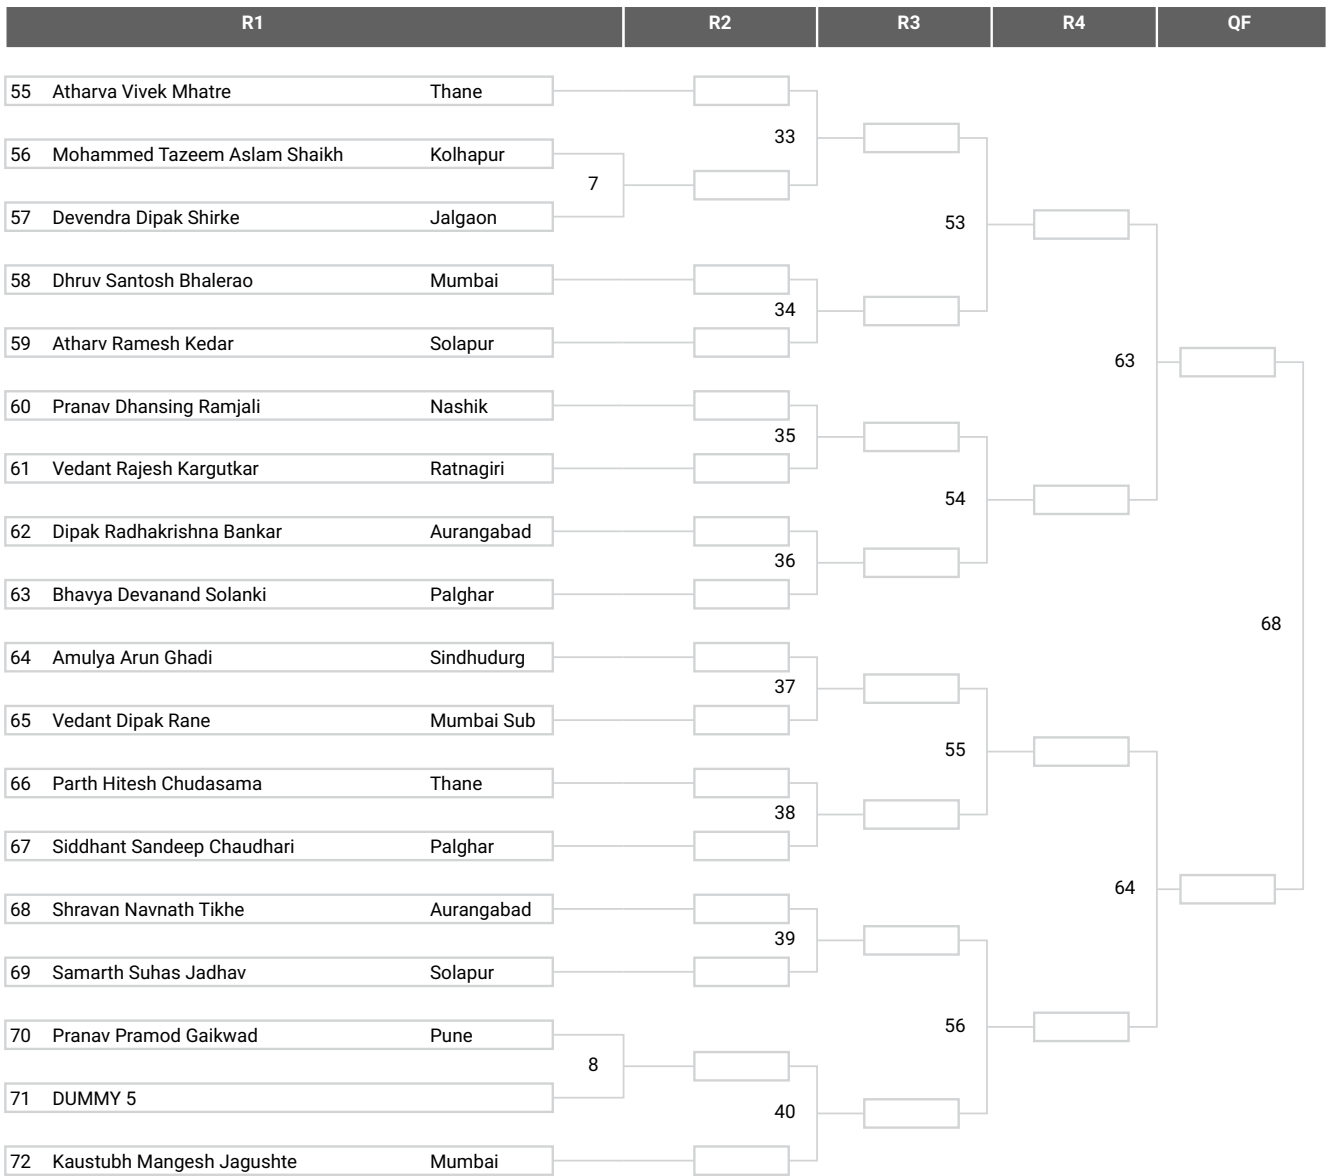 R1 R2 R3 R4 QF
55 Atharva Vivek Mhatre Thane
33
56 Mohammed Tazeem Aslam Shaikh Kolhapur
7
57 Devendra Dipak Shirke Jalgaon
53
58 Dhruv Santosh Bhalerao Mumbai
34
59 Atharv Ramesh Kedar Solapur
63
60 Pranav Dhansing Ramjali Nashik
35
61 Vedant Rajesh Kargutkar Ratnagiri
54
62 Dipak Radhakrishna Bankar Aurangabad
36
63 Bhavya Devanand Solanki Palghar
68
64 Amulya Arun Ghadi Sindhudurg
37
65 Vedant Dipak Rane Mumbai Sub
55
66 Parth Hitesh Chudasama Thane
38
67 Siddhant Sandeep Chaudhari Palghar
64
68 Shravan Navnath Tikhe Aurangabad
39
69 Samarth Suhas Jadhav Solapur
56
70 Pranav Pramod Gaikwad Pune
8
71 DUMMY 5
40
72 Kaustubh Mangesh Jagushte Mumbai